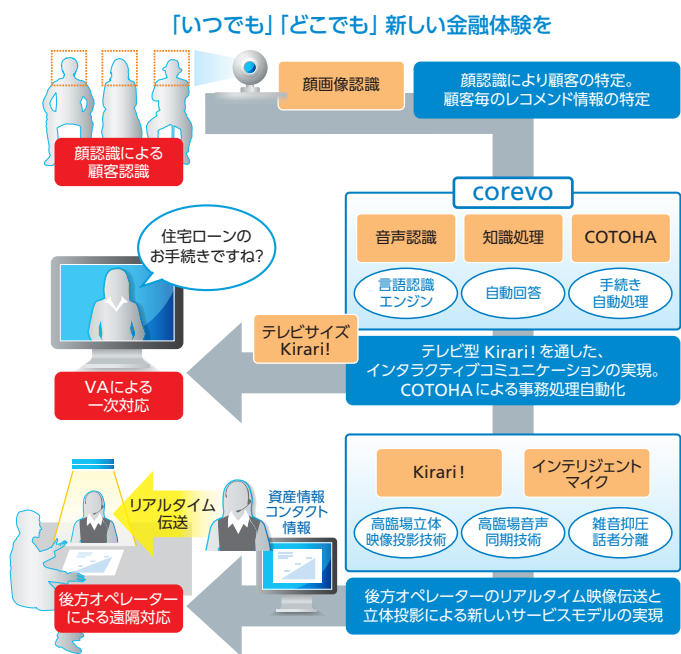 「いつでも」「どこでも」新しい金融体験を
顔画像認識
顔認識により顧客の特定。
顧客毎のレコメンド情報の特定
顔認識による
顧客認識
corevo
音声認識
知識処理
COTOHA
言語認識
エンジン
自動回答
手続き
自動処理
住宅ローンの
お手続きですね?
テレビサイズ
Kirari!
テレビ型 Kirari! を通した、
インタラクティブコミュニケーションの実現。
COTOHAによる事務処理自動化
VAによる
一次対応
Kirari!
インテリジェント
マイク
高臨場立体
映像投影技術
高臨場音声
同期技術
雑音抑圧
話者分離
リアルタイム
伝送
資産情報
コンタクト
情報
後方オペレーター
による遠隔対応
後方オペレーターのリアルタイム映像伝送と
立体投影による新しいサービスモデルの実現